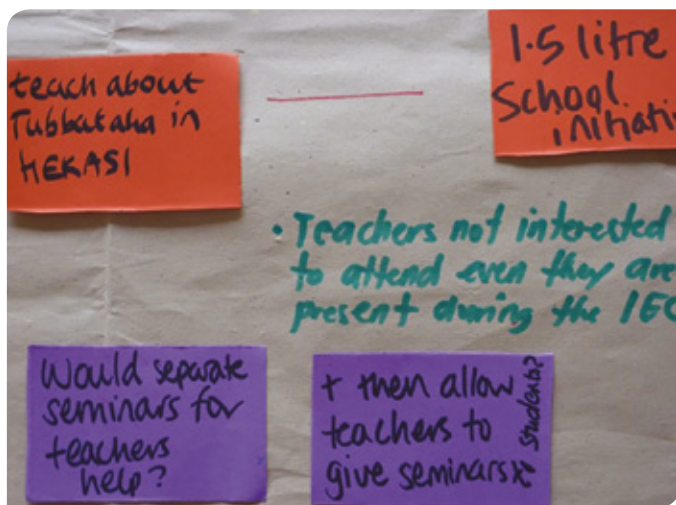 teach about
Tubbataha in
HEKASI
1.5 litre
School
initiati
• Teachers not interested
to attend even they are
present during the IEC
Would separate
seminars for
teachers
help?
+ then allow
teachers to
give seminars
students?